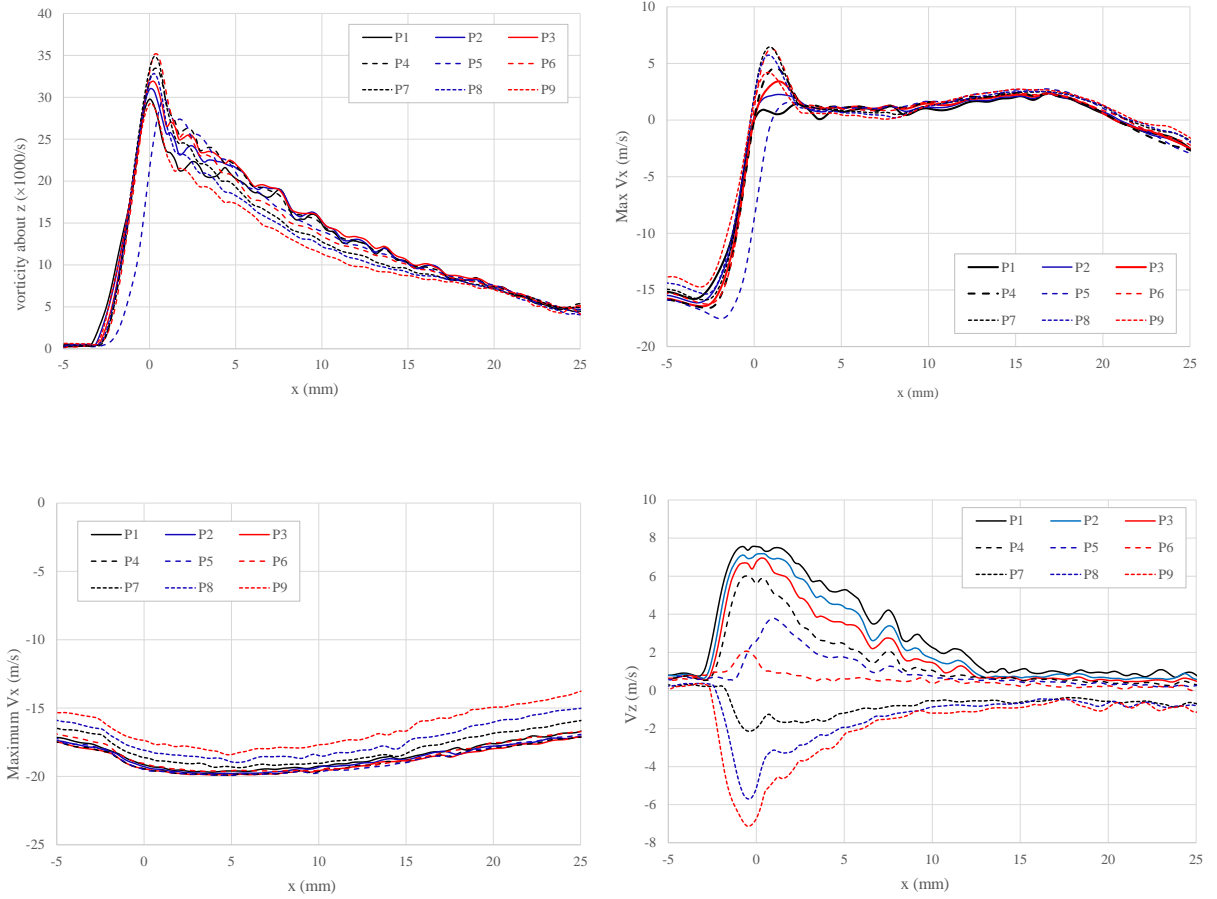 vorticity about z (×1000/s)
40
35
30
25
20
15
10
5
0
-5 0 5 10 15 20 25
x (mm)
P1 P2 P3
P4 P5 P6
P7 P8 P9
Max Vx (m/s)
10
5
0
-5
-10
-15
-20
-5 0 5 10 15 20 25
x (mm)
P1 P2 P3
P4 P5 P6
P7 P8 P9
Maximum Vx (m/s)
0
-5
-10
-15
-20
-25
-5 0 5 10 15 20 25
x (mm)
P1 P2 P3
P4 P5 P6
P7 P8 P9
Vz (m/s)
10
8
6
4
2
0
-2
-4
-6
-8
-5 0 5 10 15 20 25
x (mm)
P1 P2 P3
P4 P5 P6
P7 P8 P9